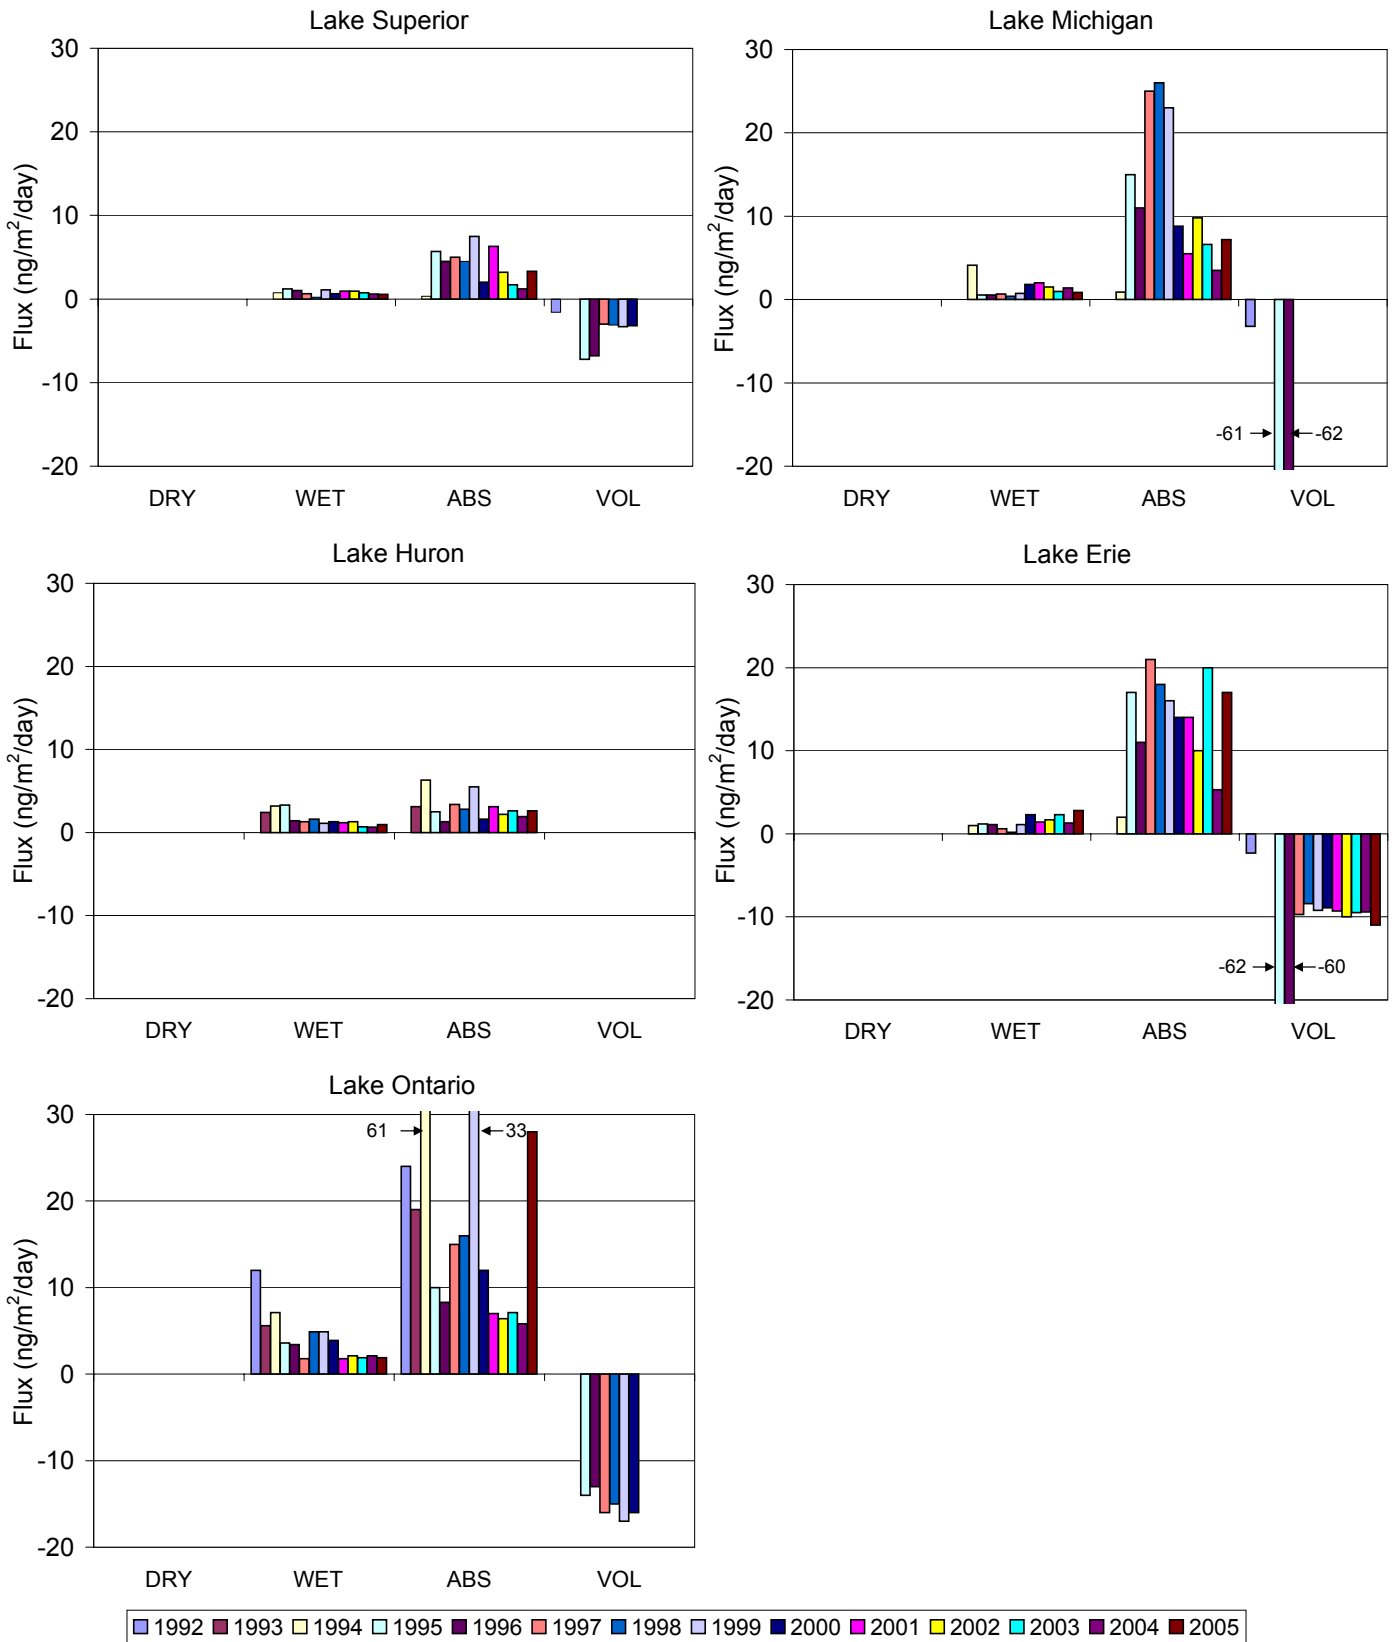 Lake Superior
30
20
10
0
-10
-20
Flux (ng/m²/day)
DRY WET ABS VOL
Lake Michigan
30
20
10
0
-10
-20
Flux (ng/m²/day)
-61 -62
DRY WET ABS VOL
Lake Huron
30
20
10
0
-10
-20
Flux (ng/m²/day)
DRY WET ABS VOL
Lake Erie
30
20
10
0
-10
-20
Flux (ng/m²/day)
-62 -60
DRY WET ABS VOL
Lake Ontario
30
20
10
0
-10
-20
Flux (ng/m²/day)
61 33
DRY WET ABS VOL
1992 1993 1994 1995 1996 1997 1998 1999 2000 2001 2002 2003 2004 2005